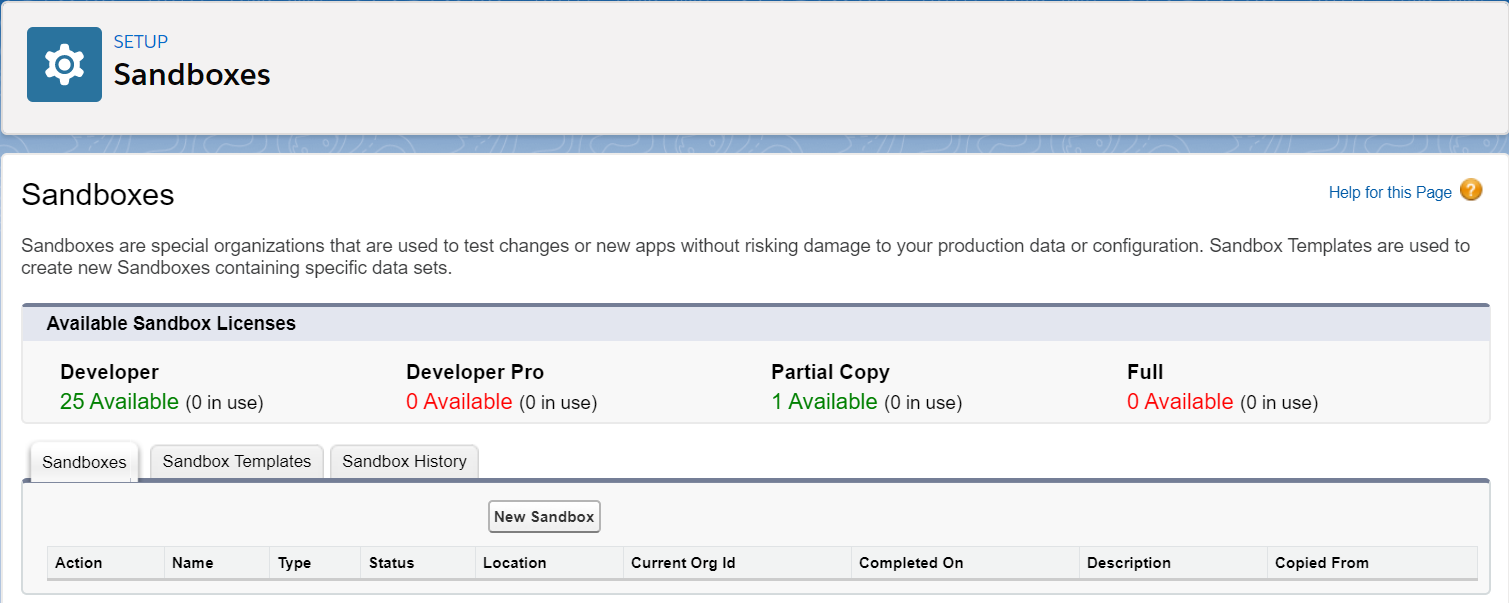 SETUP
Sandboxes
Sandboxes
Help for this Page ?
Sandboxes are special organizations that are used to test changes or new apps without risking damage to your production data or configuration. Sandbox Templates are used to
create new Sandboxes containing specific data sets.
Available Sandbox Licenses
Developer Developer Pro Partial Copy Full
25 Available (0 in use) 0 Available (0 in use) 1 Available (0 in use) 0 Available (0 in use)
Sandboxes Sandbox Templates Sandbox History
New Sandbox
Action Name Type Status Location Current Org Id Completed On Description Copied From